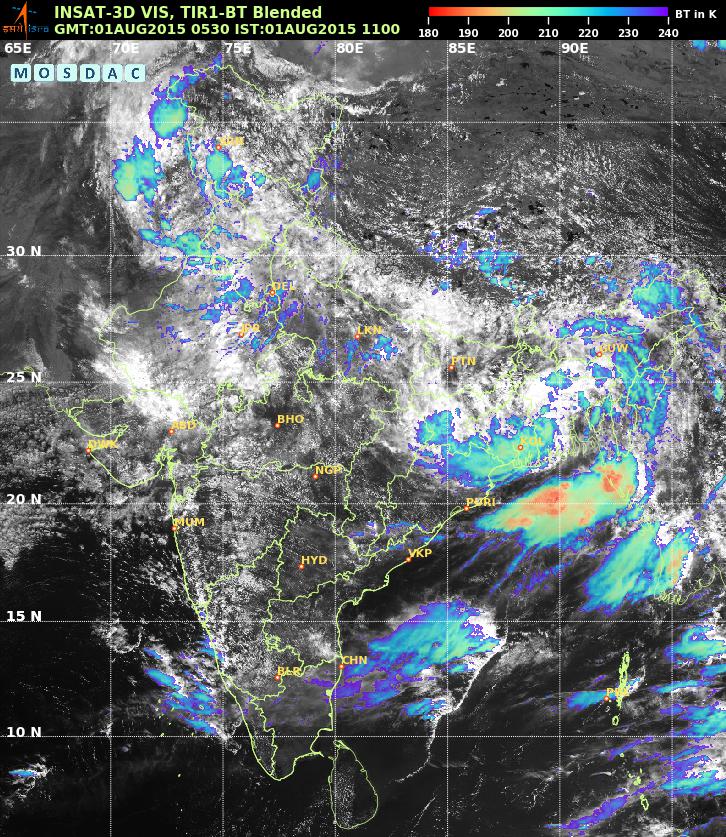 INSAT-3D VIS, TIR1-BT Blended
GMT:01AUG2015 0530 IST:01AUG2015 1100
BT in K
180 190 200 210 220 230 240
65E 70E 75E 80E 85E 90E
MOSDAC
30 N
DEL
JPR
LKN
GUW
PTN
25 N
ABD
BHO
DWK
KOL
NGP
20 N
PURI
MUM
VKP
HYD
15 N
CHN
BLR
10 N